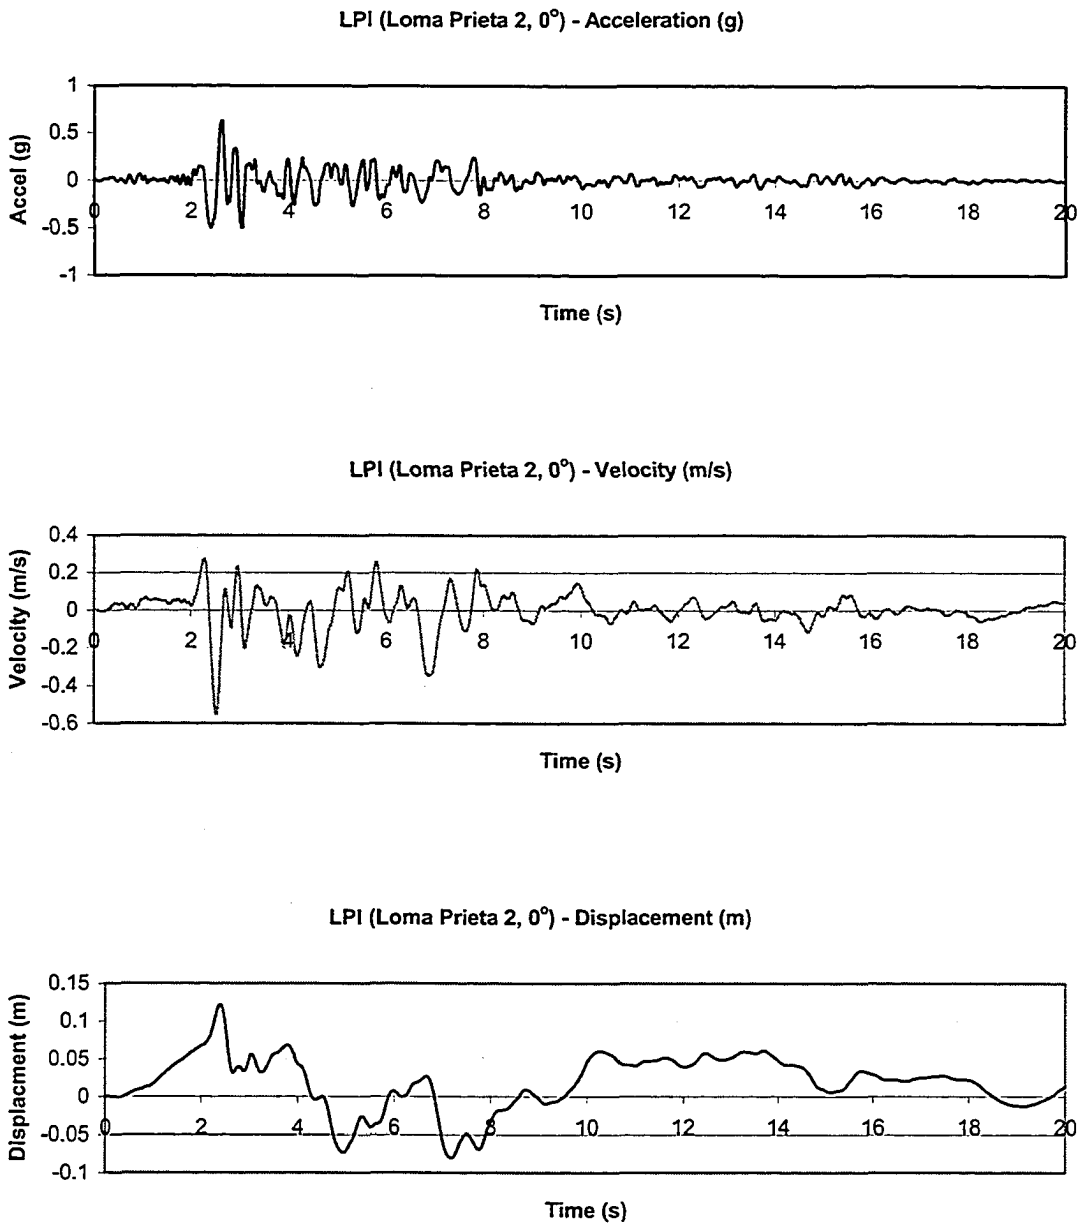 LPI (Loma Prieta 2, 0°) - Acceleration (g)
1
0.5
0
-0.5
-1
Accel (g)
0 2 4 6 8 10 12 14 16 18 20
Time (s)
LPI (Loma Prieta 2, 0°) - Velocity (m/s)
0.4
0.2
0
-0.2
-0.4
-0.6
Velocity (m/s)
0 2 4 6 8 10 12 14 16 18 20
Time (s)
LPI (Loma Prieta 2, 0°) - Displacement (m)
0.15
0.1
0.05
0
-0.05
-0.1
Displacment (m)
0 2 4 6 8 10 12 14 16 18 20
Time (s)